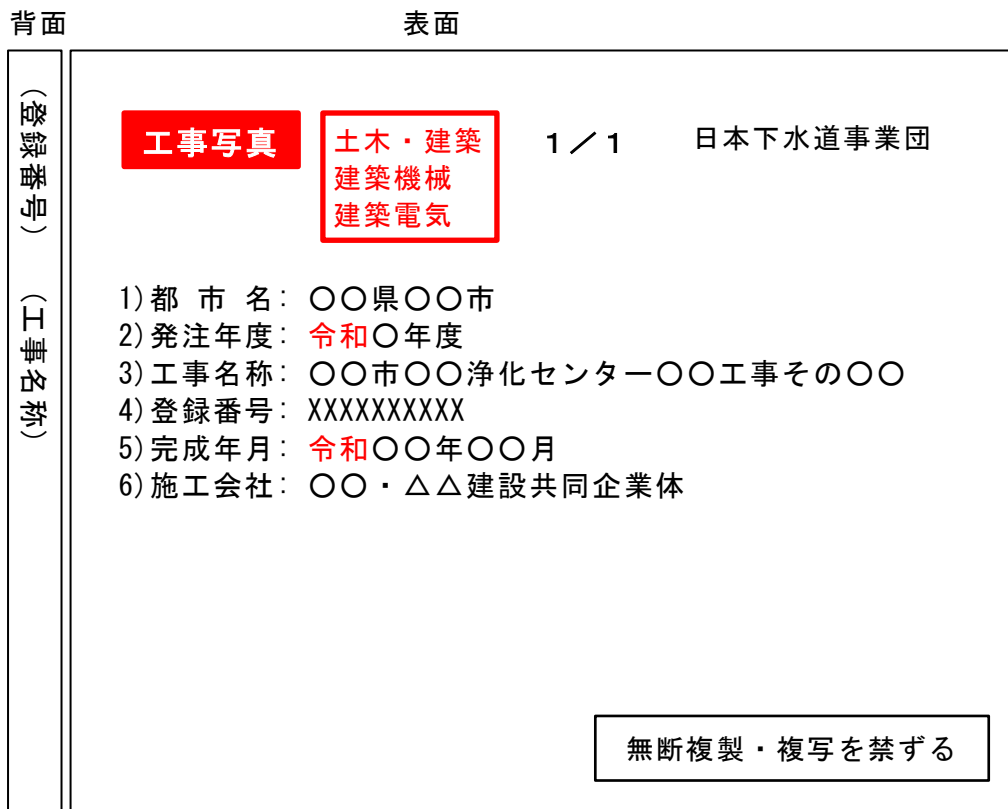 背面
表面
(登録番号) (工事名称)
工事写真
土木・建築
建築機械
建築電気
1/1
日本下水道事業団
1)都 市 名: 〇〇県〇〇市
2)発注年度: 令和〇年度
3)工事名称: 〇〇市〇〇浄化センター〇〇工事その〇〇
4)登録番号: XXXXXXXXXX
5)完成年月: 令和〇〇年〇〇月
6)施工会社: 〇〇・△△建設共同企業体
無断複製・複写を禁ずる